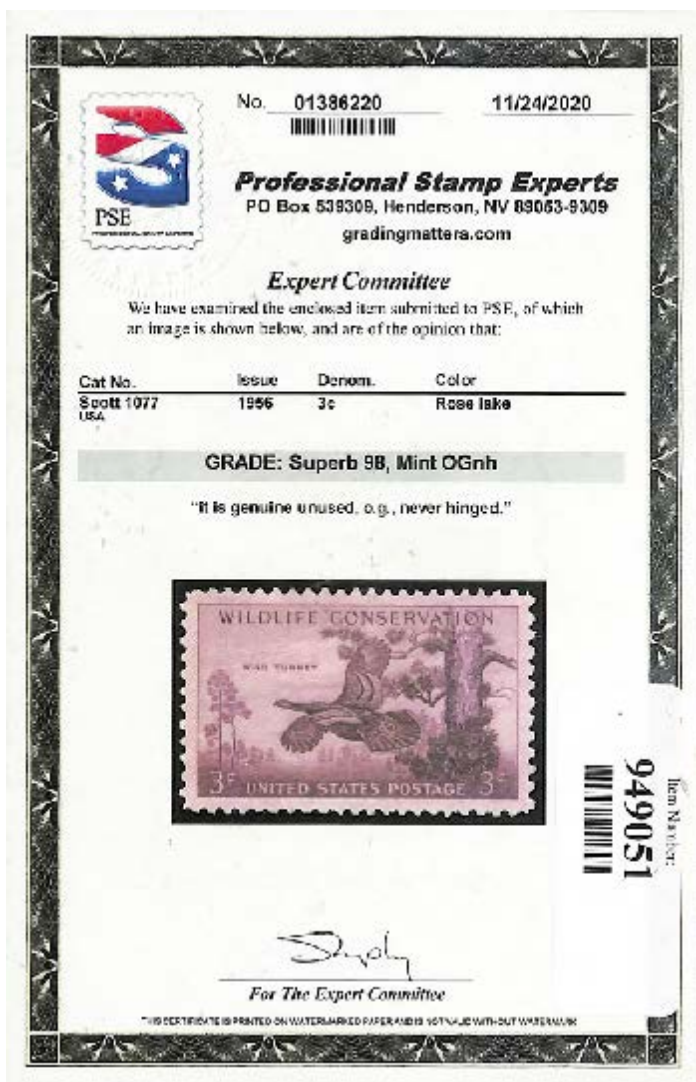 No. 01386220 11/24/2020
PSE
Professional Stamp Experts
PO Box 539309, Henderson, NV 89053-9309
gradingmatters.com
Expert Committee
We have examined the enclosed item submitted to PSE, of which
an image is shown below, and are of the opinion that:
Cat No. Issue Denom. Color
Scott 1077 1956 3c Rose lake
USA
GRADE: Superb 98, Mint OGnh
"It is genuine unused, o.g., never hinged."
WILDLIFE CONSERVATION
WILD TURKEY
3¢ UNITED STATES POSTAGE 3¢
Item Number:
949051
For The Expert Committee
THIS CERTIFICATE IS PRINTED ON WATERMARKED PAPER AND IS NOT VALID WITHOUT WATERMARK